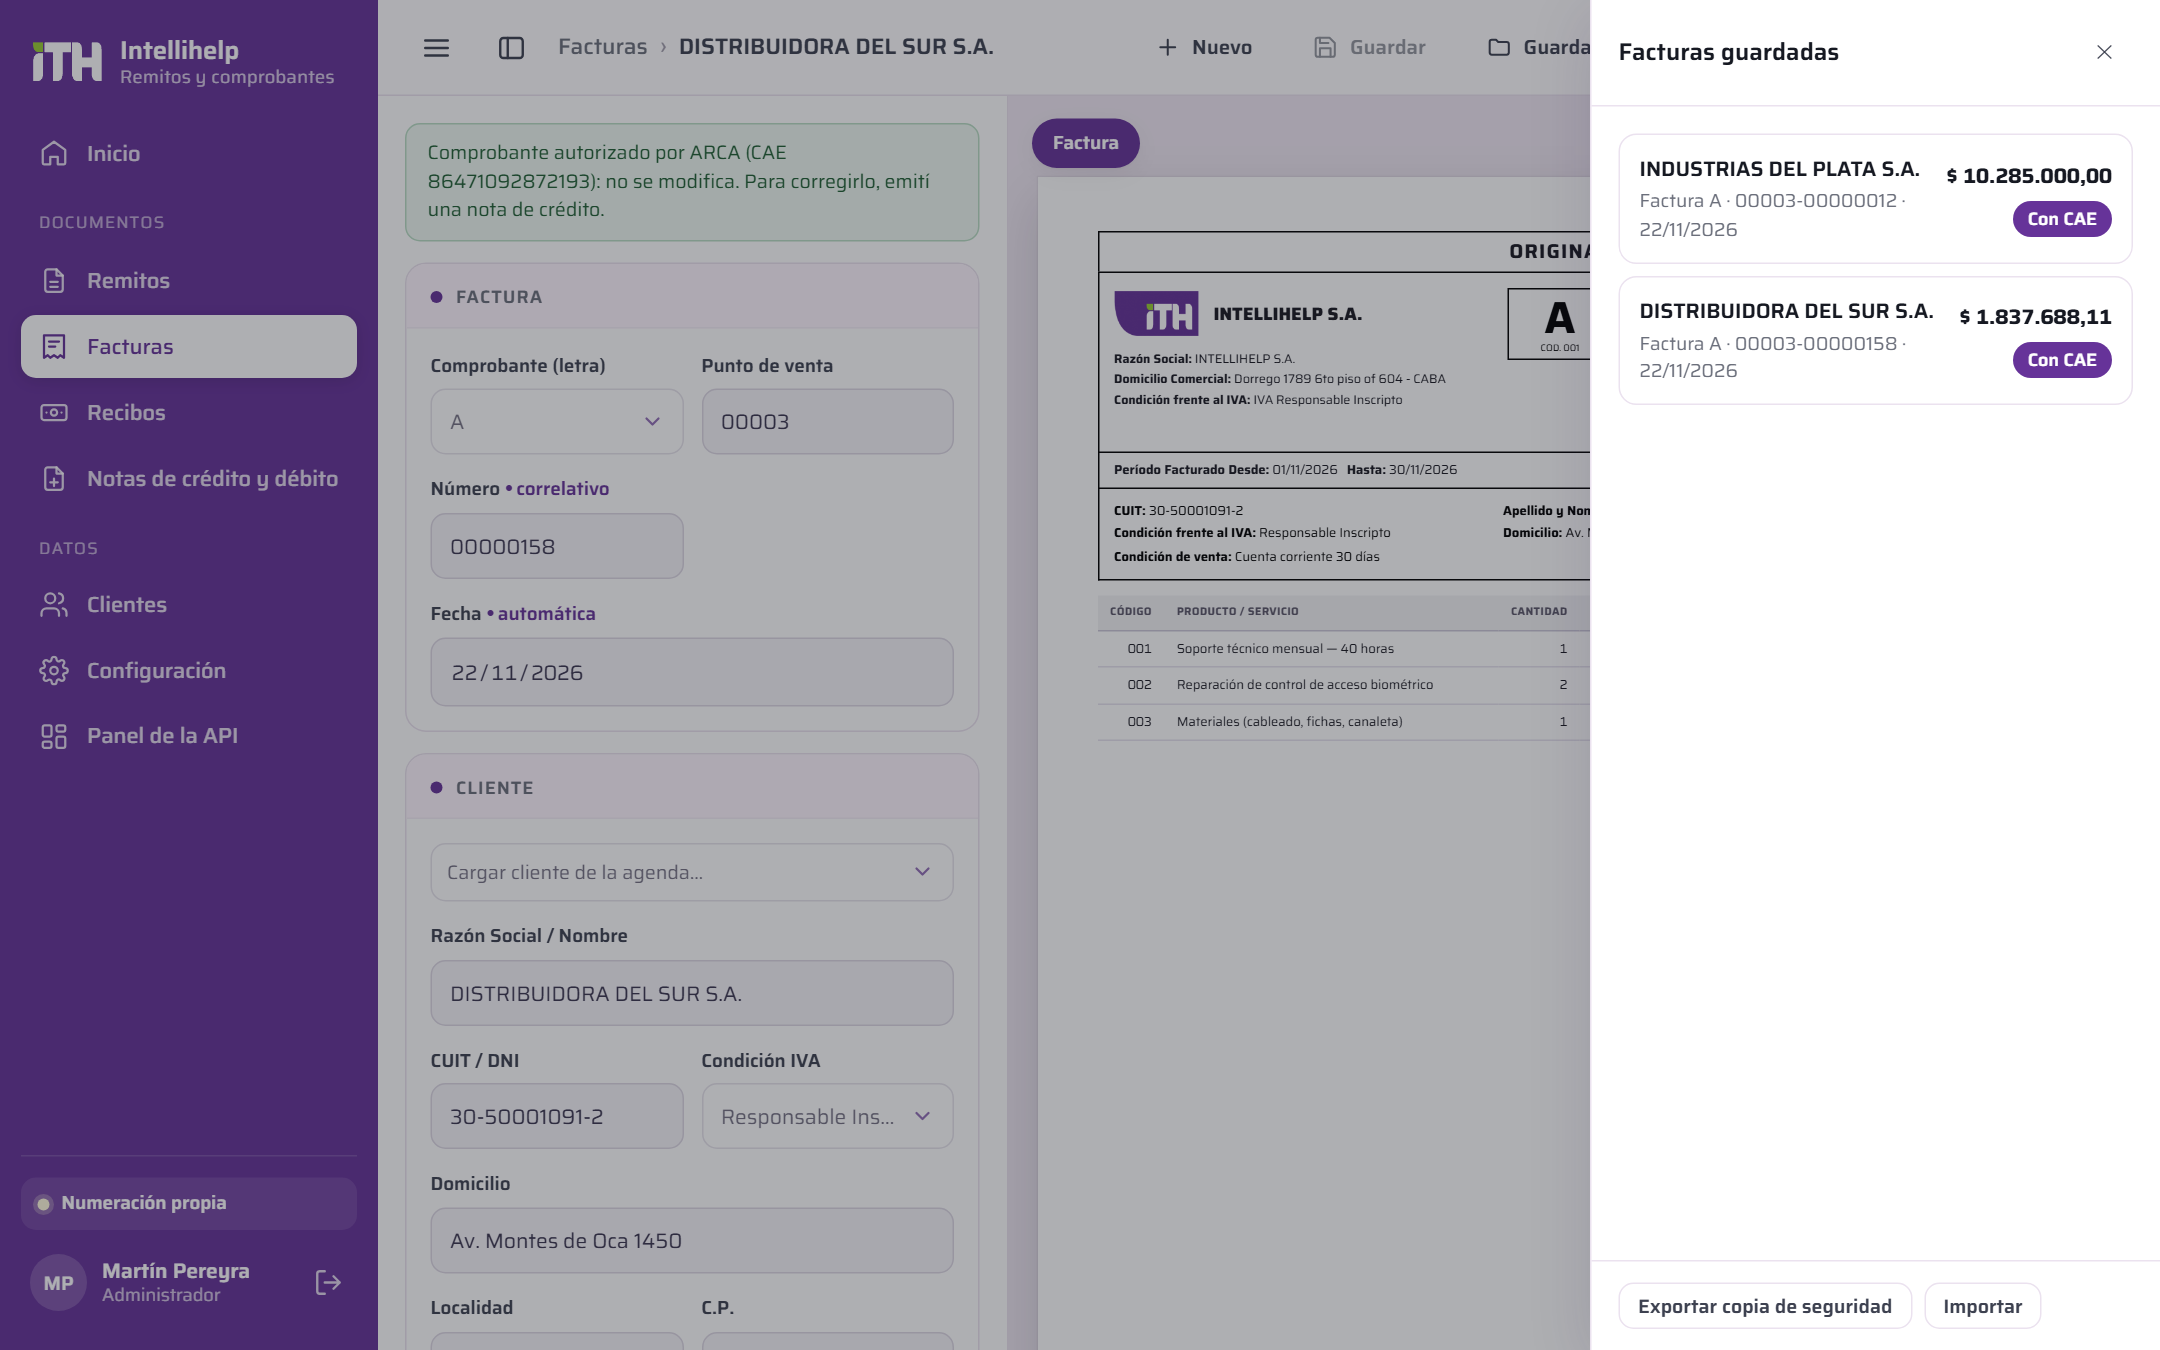 iTH
Intellihelp
Remitos y comprobantes
Inicio
DOCUMENTOS
Remitos
Facturas
Recibos
Notas de crédito y débito
DATOS
Clientes
Configuración
Panel de la API
Numeración propia
MP
Martín Pereyra
Administrador
Facturas › DISTRIBUIDORA DEL SUR S.A.
Nuevo
Guardar
Guarda
Comprobante autorizado por ARCA (CAE
86471092872193): no se modifica. Para corregirlo, emití
una nota de crédito.
FACTURA
Comprobante (letra)
Punto de venta
A
00003
Número • correlativo
00000158
Fecha • automática
22/11/2026
CLIENTE
Cargar cliente de la agenda...
Razón Social / Nombre
DISTRIBUIDORA DEL SUR S.A.
CUIT / DNI
Condición IVA
30-50001091-2
Responsable Ins...
Domicilio
Av. Montes de Oca 1450
Localidad
C.P.
Factura
ORIGINA
iTH
INTELLIHELP S.A.
A
COD. 001
Razón Social: INTELLIHELP S.A.
Domicilio Comercial: Dorrego 1789 6to piso of 604 - CABA
Condición frente al IVA: IVA Responsable Inscripto
Período Facturado Desde: 01/11/2026 Hasta: 30/11/2026
CUIT: 30-50001091-2
Apellido y Nom
Condición frente al IVA: Responsable Inscripto
Domicilio: Av. M
Condición de venta: Cuenta corriente 30 días
CÓDIGO PRODUCTO / SERVICIO CANTIDAD
001 Soporte técnico mensual — 40 horas 1
002 Reparación de control de acceso biométrico 2
003 Materiales (cableado, fichas, canaleta) 1
Facturas guardadas
INDUSTRIAS DEL PLATA S.A.
$ 10.285.000,00
Factura A · 00003-00000012 ·
22/11/2026
Con CAE
DISTRIBUIDORA DEL SUR S.A.
$ 1.837.688,11
Factura A · 00003-00000158 ·
22/11/2026
Con CAE
Exportar copia de seguridad
Importar